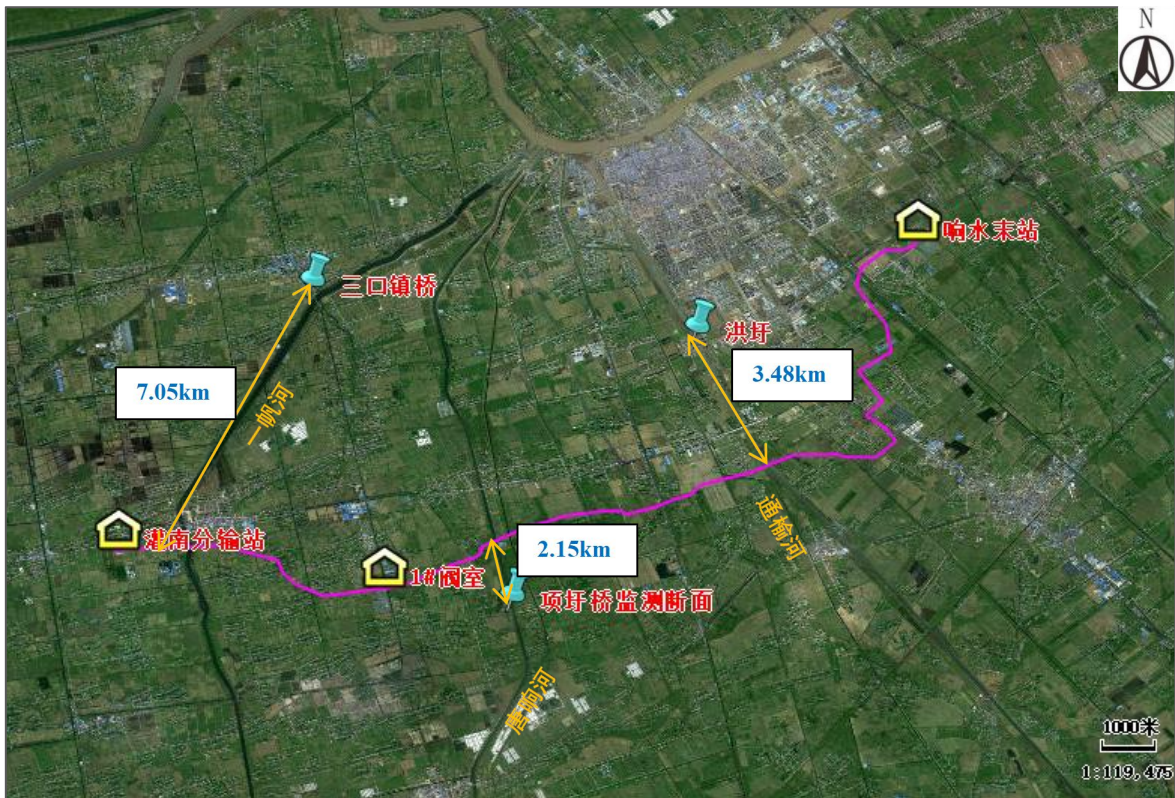 N
响水末站
三口镇桥
洪圩
3.48km
7.05km
一帆河
灌南分输站
通榆河
2.15km
1#阀室
项圩桥监测断面
唐响河
1000米
1:119,475